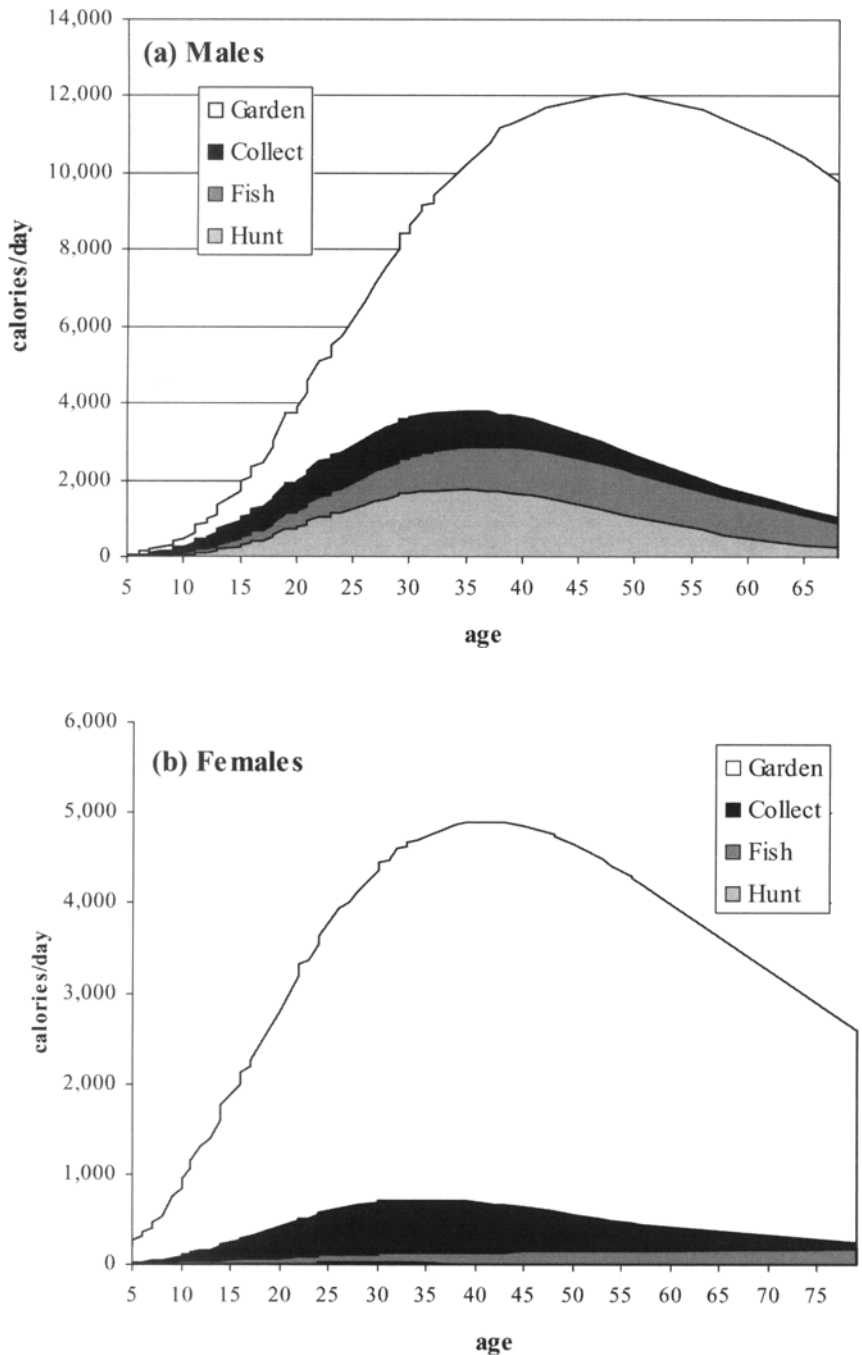 14,000
(a) Males
12,000
Garden
Collect
Fish
Hunt
10,000
8,000
6,000
4,000
2,000
0
calories/day
5 10 15 20 25 30 35 40 45 50 55 60 65
age
6,000
(b) Females
Garden
Collect
Fish
Hunt
5,000
4,000
3,000
2,000
1,000
0
calories/day
5 10 15 20 25 30 35 40 45 50 55 60 65 70 75
age